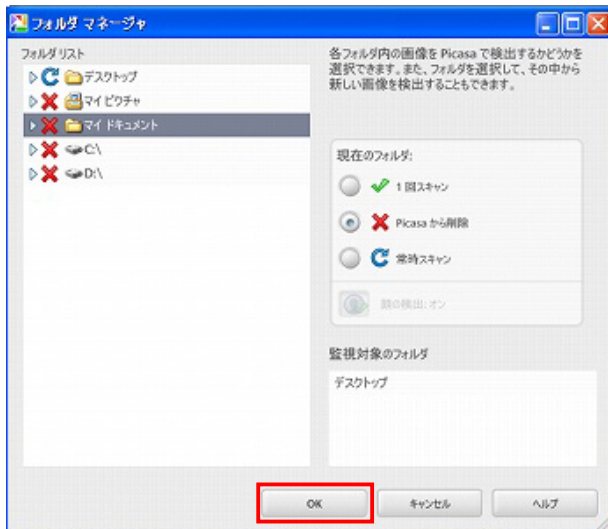 フォルダ マネージャ
フォルダリスト
デスクトップ
マイ ピクチャ
マイ ドキュメント
C:\
D:\
各フォルダ内の画像を Picasa で検出するかどうかを
選択できます。また、フォルダを選択して、その中から
新しい画像を検出することもできます。
現在のフォルダ:
1 回スキャン
Picasa から削除
常時スキャン
顔の検出: オン
監視対象のフォルダ
デスクトップ
OK
キャンセル
ヘルプ